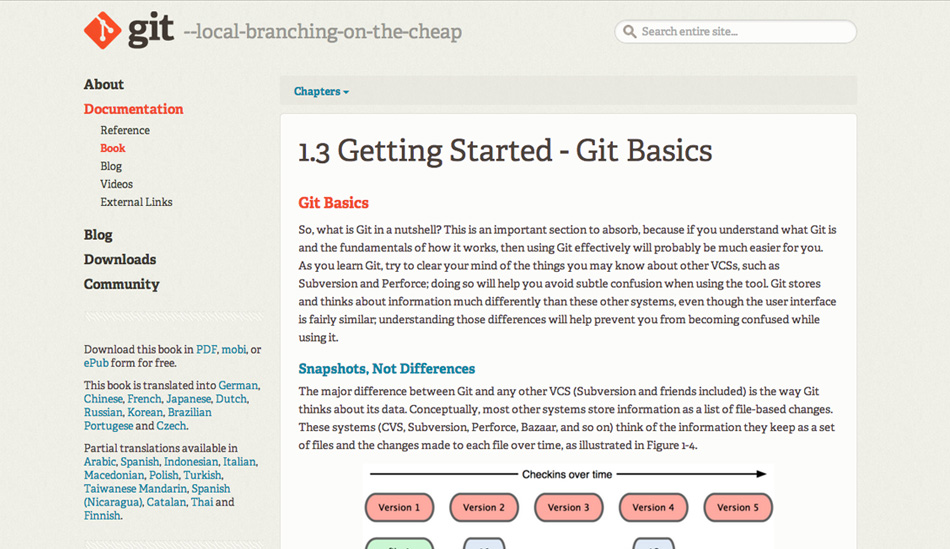 git --local-branching-on-the-cheap
Search entire site...
About
Documentation
Reference
Book
Blog
Videos
External Links
Blog
Downloads
Community
Download this book in PDF, mobi, or
ePub form for free.
This book is translated into German,
Chinese, French, Japanese, Dutch,
Russian, Korean, Brazilian
Portugese and Czech.
Partial translations available in
Arabic, Spanish, Indonesian, Italian,
Macedonian, Polish, Turkish,
Taiwanese Mandarin, Spanish
(Nicaragua), Catalan, Thai and
Finnish.
Chapters
1.3 Getting Started - Git Basics
Git Basics
So, what is Git in a nutshell? This is an important section to absorb, because if you understand what Git is
and the fundamentals of how it works, then using Git effectively will probably be much easier for you.
As you learn Git, try to clear your mind of the things you may know about other VCSs, such as
Subversion and Perforce; doing so will help you avoid subtle confusion when using the tool. Git stores
and thinks about information much differently than these other systems, even though the user interface
is fairly similar; understanding those differences will help prevent you from becoming confused while
using it.
Snapshots, Not Differences
The major difference between Git and any other VCS (Subversion and friends included) is the way Git
thinks about its data. Conceptually, most other systems store information as a list of file-based changes.
These systems (CVS, Subversion, Perforce, Bazaar, and so on) think of the information they keep as a set
of files and the changes made to each file over time, as illustrated in Figure 1-4.
Checkins over time
Version 1 Version 2 Version 3 Version 4 Version 5